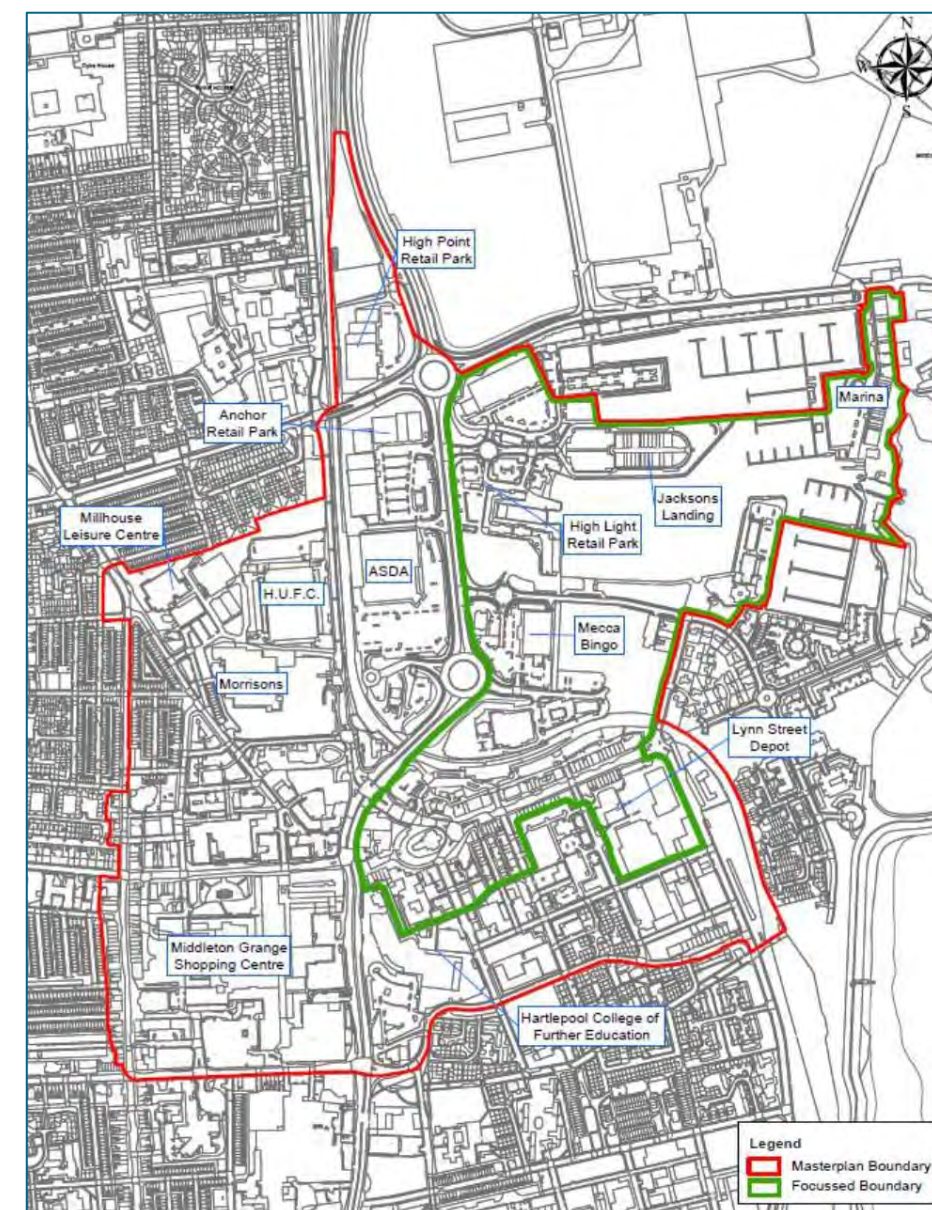 N
W
S
High Point
Retail Park
Anchor
Retail Park
Marina
Millhouse
Leisure Centre
Jacksons
Landing
High Light
Retail Park
ASDA
H.U.F.C.
Mecca
Bingo
Morrisons
Lynn Street
Depot
Middleton Grange
Shopping Centre
Hartlepool College of
Further Education
Legend
Masterplan Boundary
Focussed Boundary